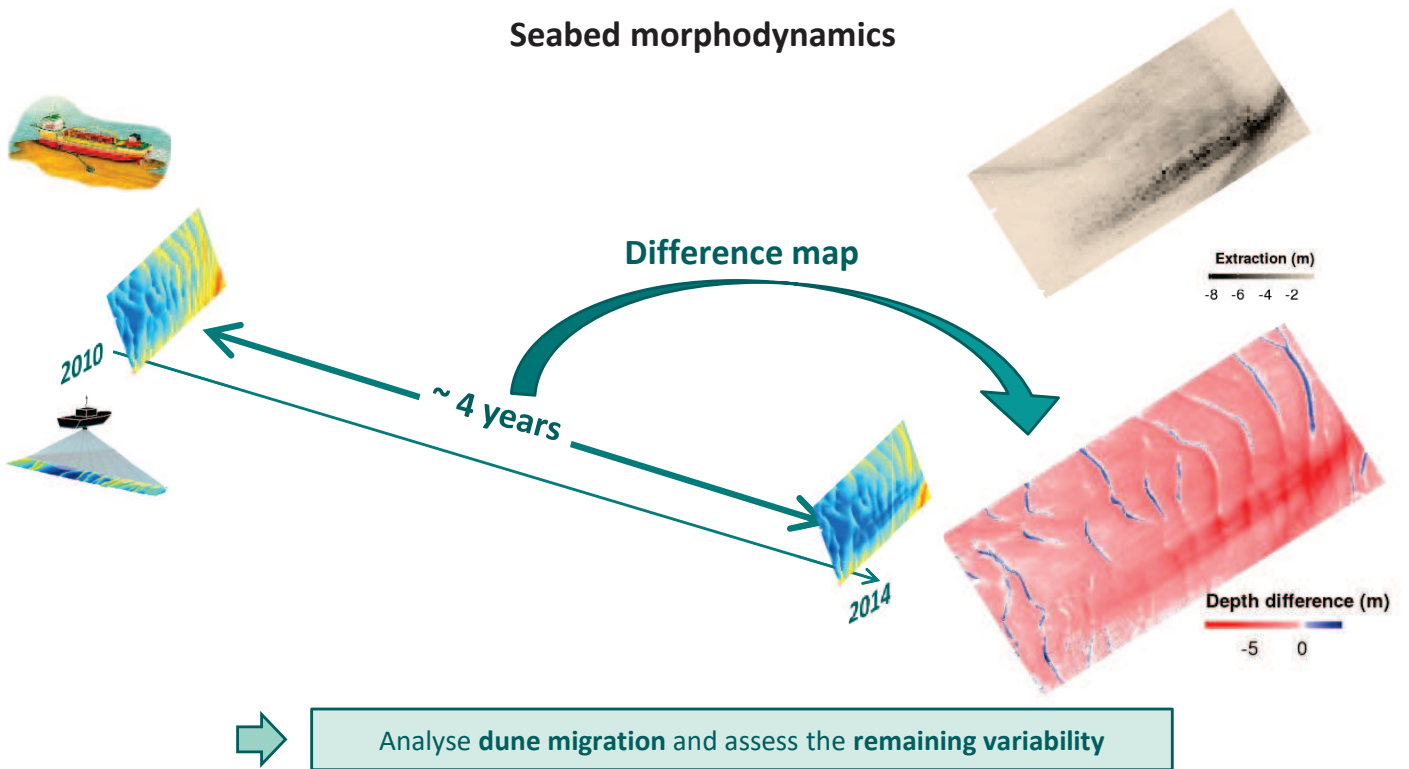 Seabed morphodynamics
Difference map
Extraction (m)
-8 -6 -4 -2
2010
~ 4 years
2014
Depth difference (m)
-5 0
Analyse dune migration and assess the remaining variability